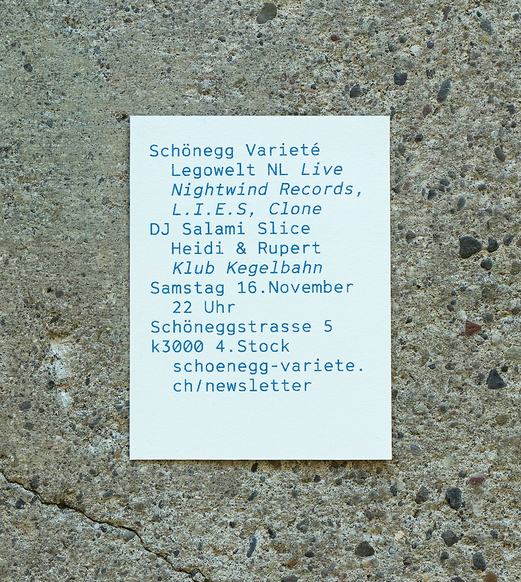 Schönegg Varieté
Legowelt NL Live
Nightwind Records,
L.I.E.S, Clone
DJ Salami Slice
Heidi & Rupert
Klub Kegelbahn
Samstag 16.November
22 Uhr
Schöneggstrasse 5
k3000 4.Stock
schoenegg-variete.
ch/newsletter